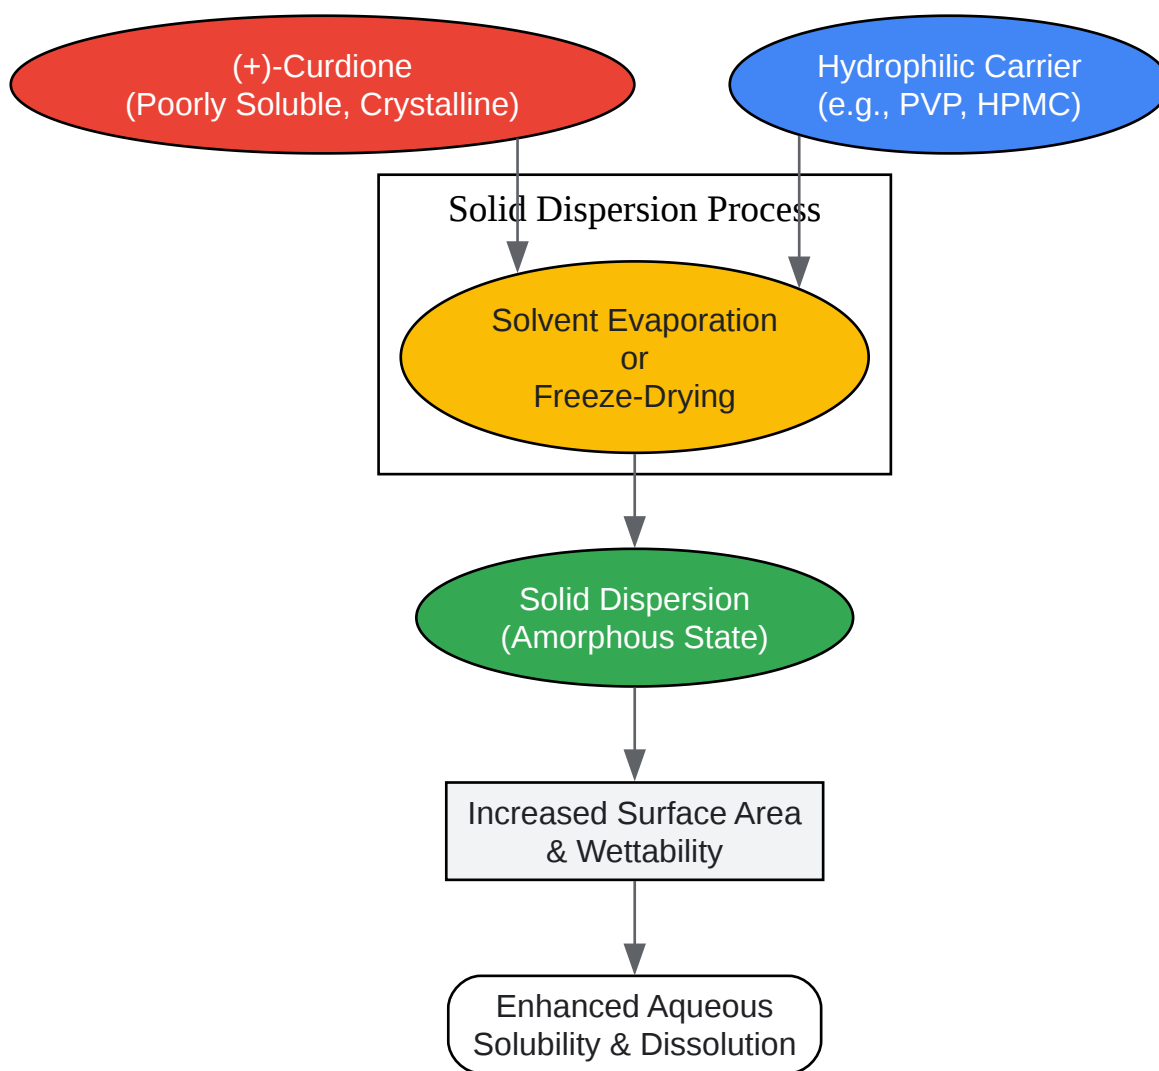 (+)-Curdione
(Poorly Soluble, Crystalline)
Hydrophilic Carrier
(e.g., PVP, HPMC)
Solid Dispersion Process
Solvent Evaporation
or
Freeze-Drying
Solid Dispersion
(Amorphous State)
Increased Surface Area
& Wettability
Enhanced Aqueous
Solubility & Dissolution